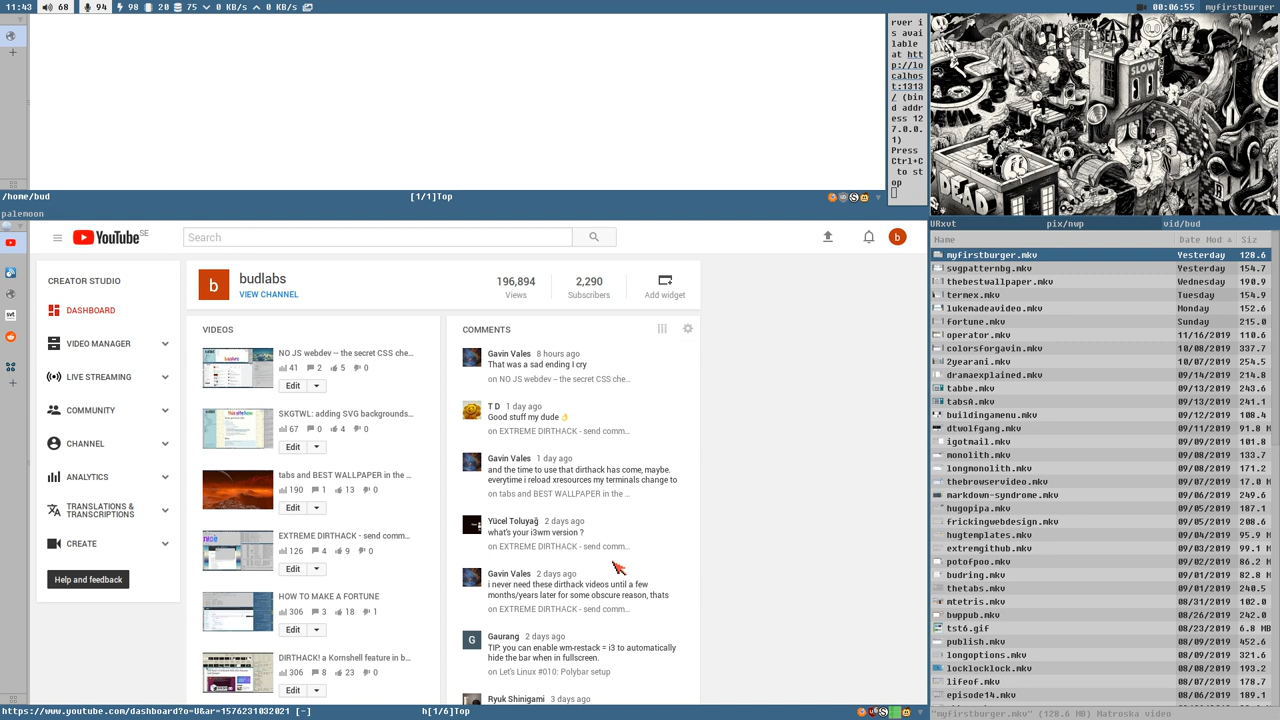 11:43 68 94 98 20 75 0 KB/s 0 KB/s
00:06:55 myfirstburger
rver i
s avai
lable
at htt
p://lo
calhos
t:1313
/ (bin
d addr
ess 12
7.0.0.
1)
Press
Ctrl+C
to st
op
SLOW
DEAD
/home/bud [1/1]Top
palemoon
YouTube SE
Search
b
CREATOR STUDIO
DASHBOARD
VIDEO MANAGER
LIVE STREAMING
COMMUNITY
CHANNEL
ANALYTICS
TRANSLATIONS &
TRANSCRIPTIONS
CREATE
Help and feedback
b
budlabs
VIEW CHANNEL
196,894
Views
2,290
Subscribers
Add widget
VIDEOS
NO JS webdev -- the secret CSS che...
41 2 5 0
Edit
SKGTWL: adding SVG backgrounds...
67 0 4 0
Edit
tabs and BEST WALLPAPER in the ...
190 1 13 0
Edit
EXTREME DIRTHACK - send comm...
126 4 9 0
Edit
HOW TO MAKE A FORTUNE
306 3 18 1
Edit
DIRTHACK! a Kornshell feature in b...
306 8 23 0
Edit
COMMENTS
Gavin Vales 8 hours ago
That was a sad ending I cry
on NO JS webdev -- the secret CSS che...
T D 1 day ago
Good stuff my dude 👌
on EXTREME DIRTHACK - send comm...
Gavin Vales 1 day ago
and the time to use that dirthack has come, maybe.
everytime i reload xresources my terminals change to
on tabs and BEST WALLPAPER in the ...
Yücel Toluyağ 2 days ago
what's your i3wm version ?
on EXTREME DIRTHACK - send comm...
Gavin Vales 2 days ago
i never need these dirthack videos until a few
months/years later for some obscure reason, thats
on EXTREME DIRTHACK - send comm...
G
Gaurang 2 days ago
TIP: you can enable wm-restack = i3 to automatically
hide the bar when in fullscreen.
on Let's Linux #010: Polybar setup
Ryuk Shinigami 3 days ago
https://www.youtube.com/dashboard?o=U&ar=1576231032021 [-] h[1/6]Top
URxvt pix/nwp vid/bud
Name Date Mod Siz
myfirstburger.mkv Yesterday 128.6
svgpatternbg.mkv Yesterday 154.7
thebestwallpaper.mkv Wednesday 190.9
termex.mkv Tuesday 154.9
lukemadeavideo.mkv Monday 152.6
fortune.mkv Sunday 215.0
operator.mkv 11/16/2019 110.6
colorsforgavin.mkv 10/08/2019 337.7
2yearani.mkv 10/07/2019 254.5
dramaexplained.mkv 09/14/2019 214.8
tabbe.mkv 09/13/2019 243.6
tabsA.mkv 09/13/2019 241.1
buildingamenu.mkv 09/12/2019 108.4
dtwolfgang.mkv 09/11/2019 91.8 M
igotmail.mkv 09/10/2019 101.8
monolith.mkv 09/08/2019 133.7
longmonolith.mkv 09/08/2019 171.2
thebrowservideo.mkv 09/07/2019 17.0 M
markdown-syndrome.mkv 09/06/2019 69.6 M
hugopipa.mkv 09/05/2019 187.1
frickingwebdesign.mkv 09/05/2019 208.6
hugtemplates.mkv 09/04/2019 95.9 M
extremgithub.mkv 09/03/2019 99.1 M
potofpoo.mkv 09/02/2019 86.2 M
budring.mkv 09/01/2019 82.8 M
thetabs.mkv 09/01/2019 240.5
mtetris.mkv 08/31/2019 102.0
buppub.mkv 08/26/2019 242.0
tst6.gif 08/23/2019 6.8 MB
publish.mkv 08/22/2019 45.5 M
longoptions.mkv 08/09/2019 321.6
locklocklock.mkv 08/08/2019 193.2
lifeof.mkv 08/07/2019 178.7
episode14.mkv 08/06/2019 189.1
"myfirstburger.mkv" (128.6 MB) Matroska video